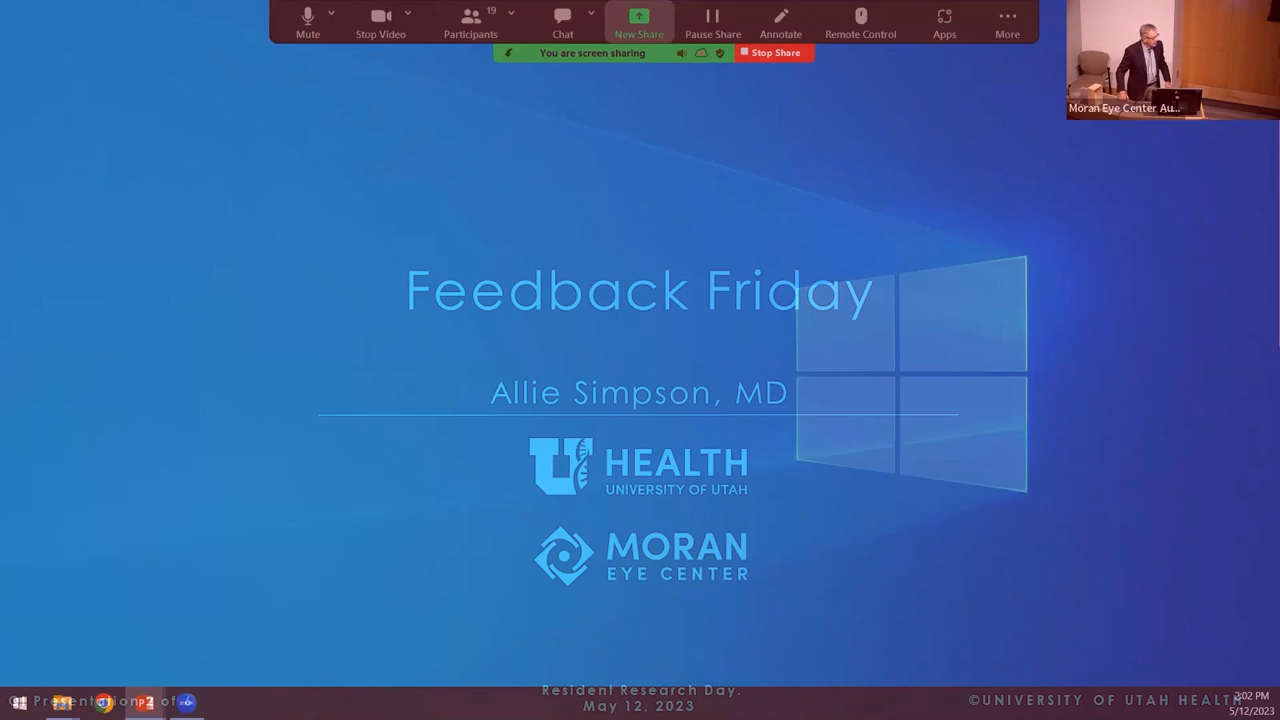 19
Mute
Stop Video
Participants
Chat
New Share
Pause Share
Annotate
Remote Control
Apps
More
You are screen sharing
Stop Share
Moran Eye Center Au...
Feedback Friday
Allie Simpson, MD
U HEALTH
UNIVERSITY OF UTAH
MORAN
EYE CENTER
Presentation of
Resident Research Day.
May 12, 2023
©UNIVERSITY OF UTAH HEALTH
2:02 PM
5/12/2023